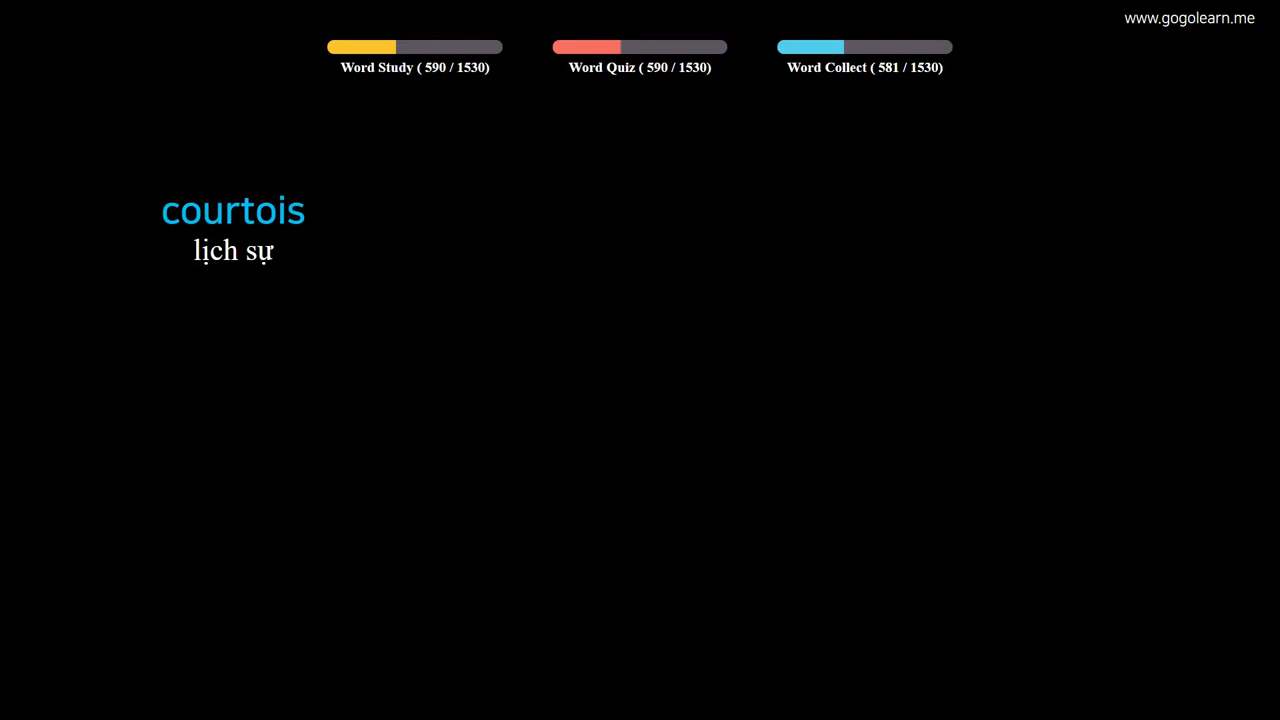 www.gogolearn.me
Word Study ( 590 / 1530)
Word Quiz ( 590 / 1530)
Word Collect ( 581 / 1530)
courtois
lịch sự